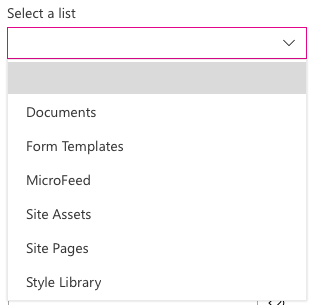 Select a list
Documents
Form Templates
MicroFeed
Site Assets
Site Pages
Style Library